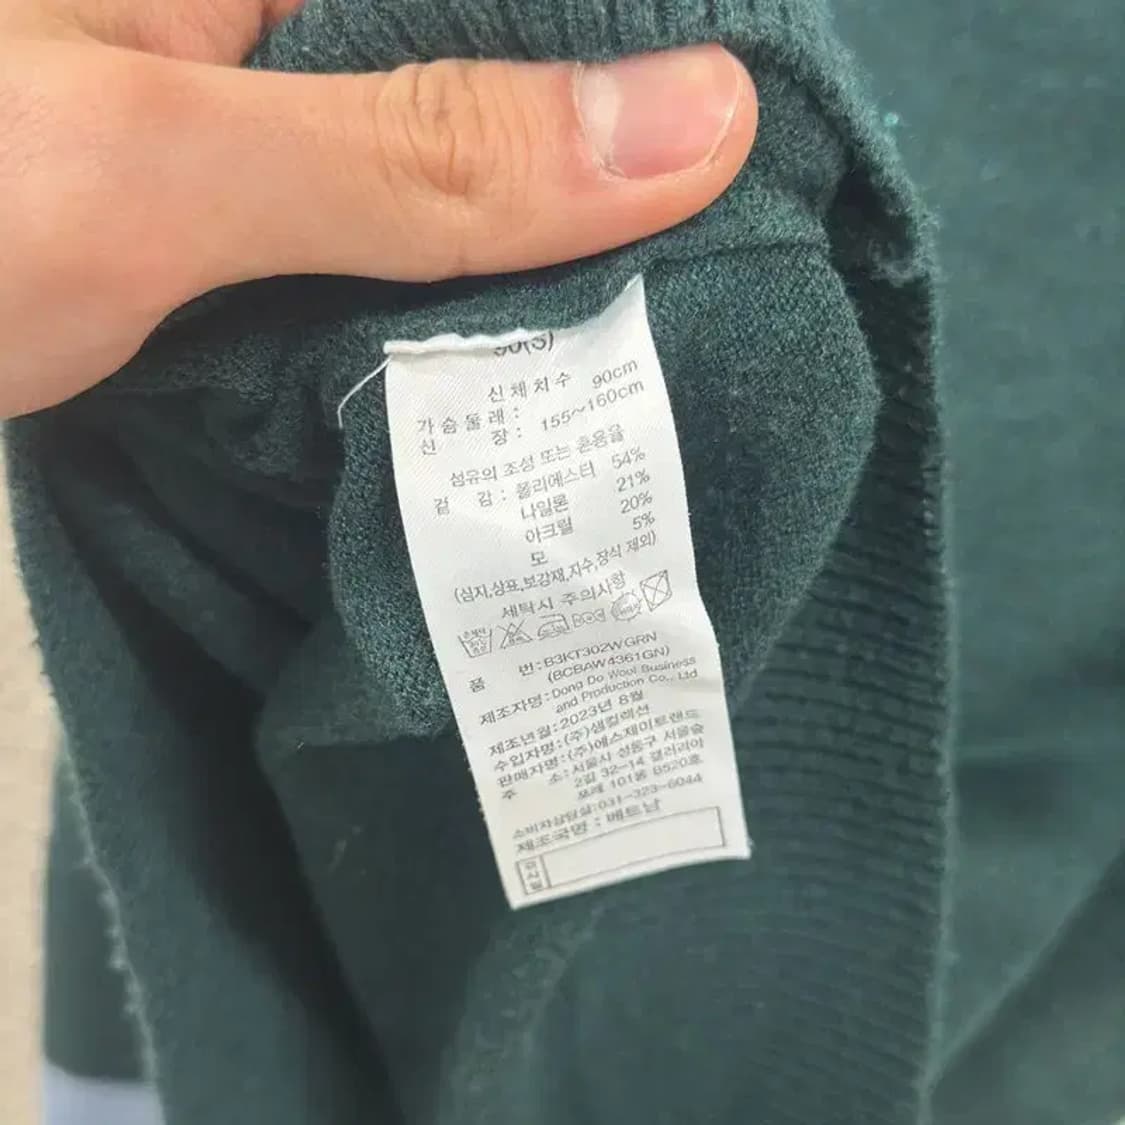 90(S)
신체치수
가슴둘레: 90cm
신 장: 155~160cm
섬유의 조성 또는 혼용율
겉 감: 폴리에스터 54%
나일론 21%
아크릴 20%
모 5%
(심지,상표,보강재,자수,장식 제외)
세탁시 주의사항
품 번:B3KT302WGRN
(BCBAW4361GN)
제조자명:Dong Do Wool Business
and Production Co., Ltd
제조년월:2023년 8월
수입자명:(주)샘컬렉션
판매자명:(주)에스제이트렌드
주 소:서울시 성동구 서울숲
2길 32-14 갤러리아
포레 101동 B520호
소비자상담실:031-323-6044
제조국명:베트남